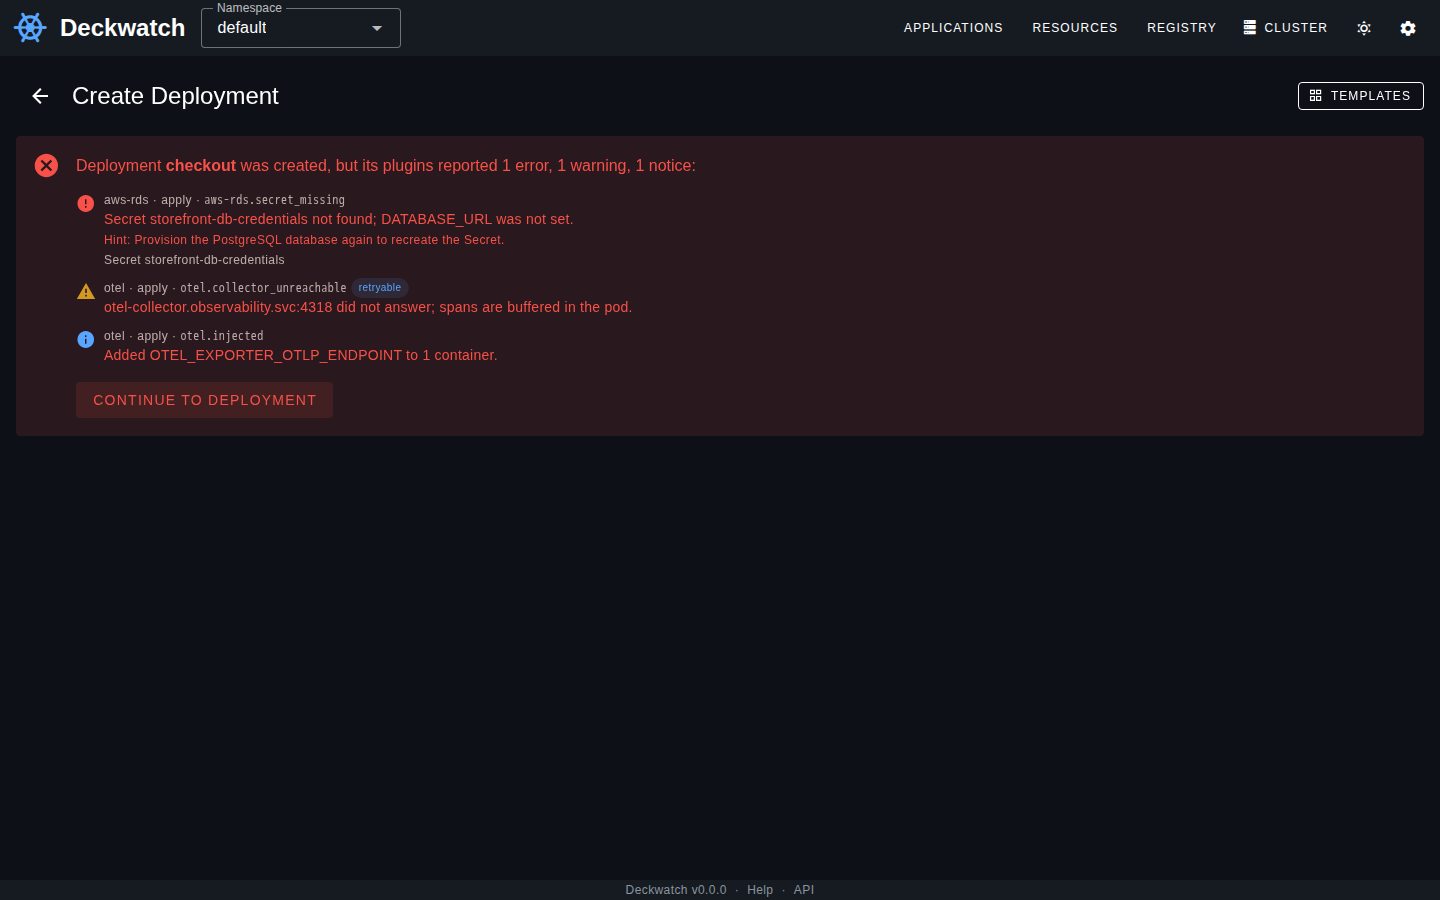 Deckwatch
Namespace
default
APPLICATIONS
RESOURCES
REGISTRY
CLUSTER
Create Deployment
TEMPLATES
Deployment checkout was created, but its plugins reported 1 error, 1 warning, 1 notice:
aws-rds · apply · aws-rds.secret_missing
Secret storefront-db-credentials not found; DATABASE_URL was not set.
Hint: Provision the PostgreSQL database again to recreate the Secret.
Secret storefront-db-credentials
otel · apply · otel.collector_unreachable retryable
otel-collector.observability.svc:4318 did not answer; spans are buffered in the pod.
otel · apply · otel.injected
Added OTEL_EXPORTER_OTLP_ENDPOINT to 1 container.
CONTINUE TO DEPLOYMENT
Deckwatch v0.0.0 · Help · API